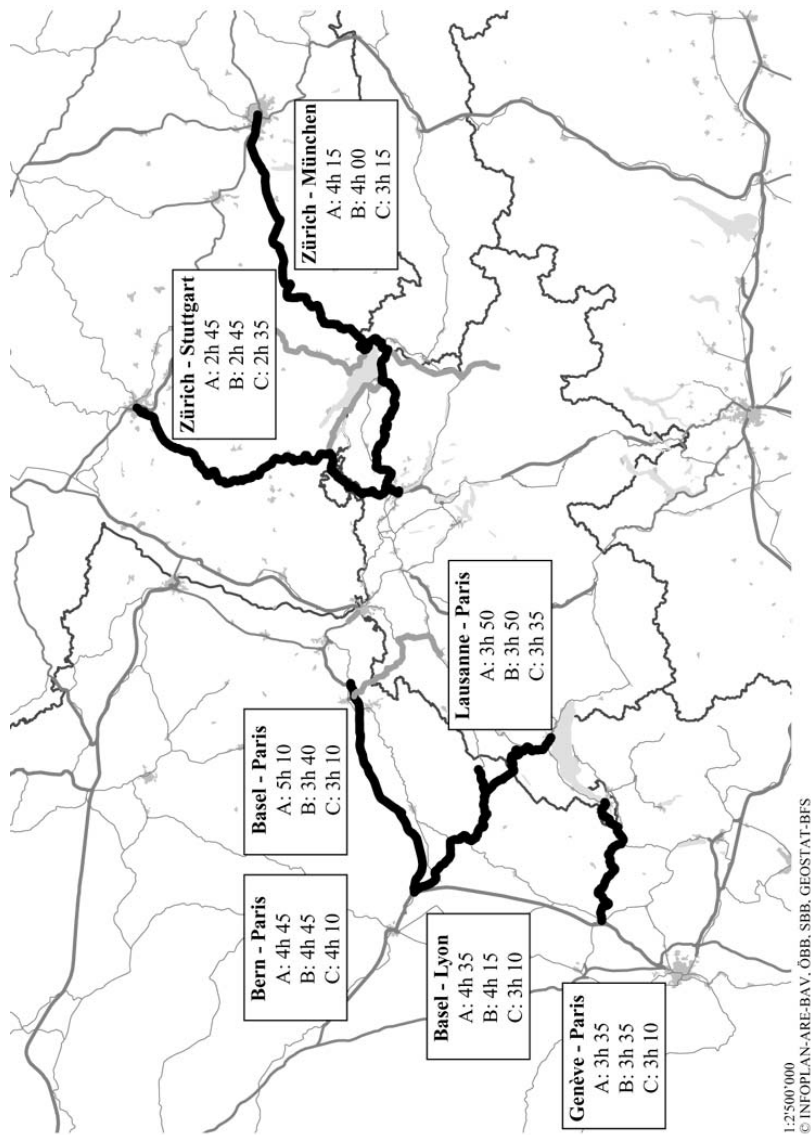 Bern - Paris
A: 4h 45
B: 4h 45
C: 4h 10
Basel - Paris
A: 5h 10
B: 3h 40
C: 3h 10
Zürich - Stuttgart
A: 2h 45
B: 2h 45
C: 2h 35
Zürich - München
A: 4h 15
B: 4h 00
C: 3h 15
Basel - Lyon
A: 4h 35
B: 4h 15
C: 3h 10
Lausanne - Paris
A: 3h 50
B: 3h 50
C: 3h 35
Genève - Paris
A: 3h 35
B: 3h 35
C: 3h 10
1:2'500'000
© INFOPLAN-ARE-BAV, ÖBB, SBB, GEOSTAT-BFS